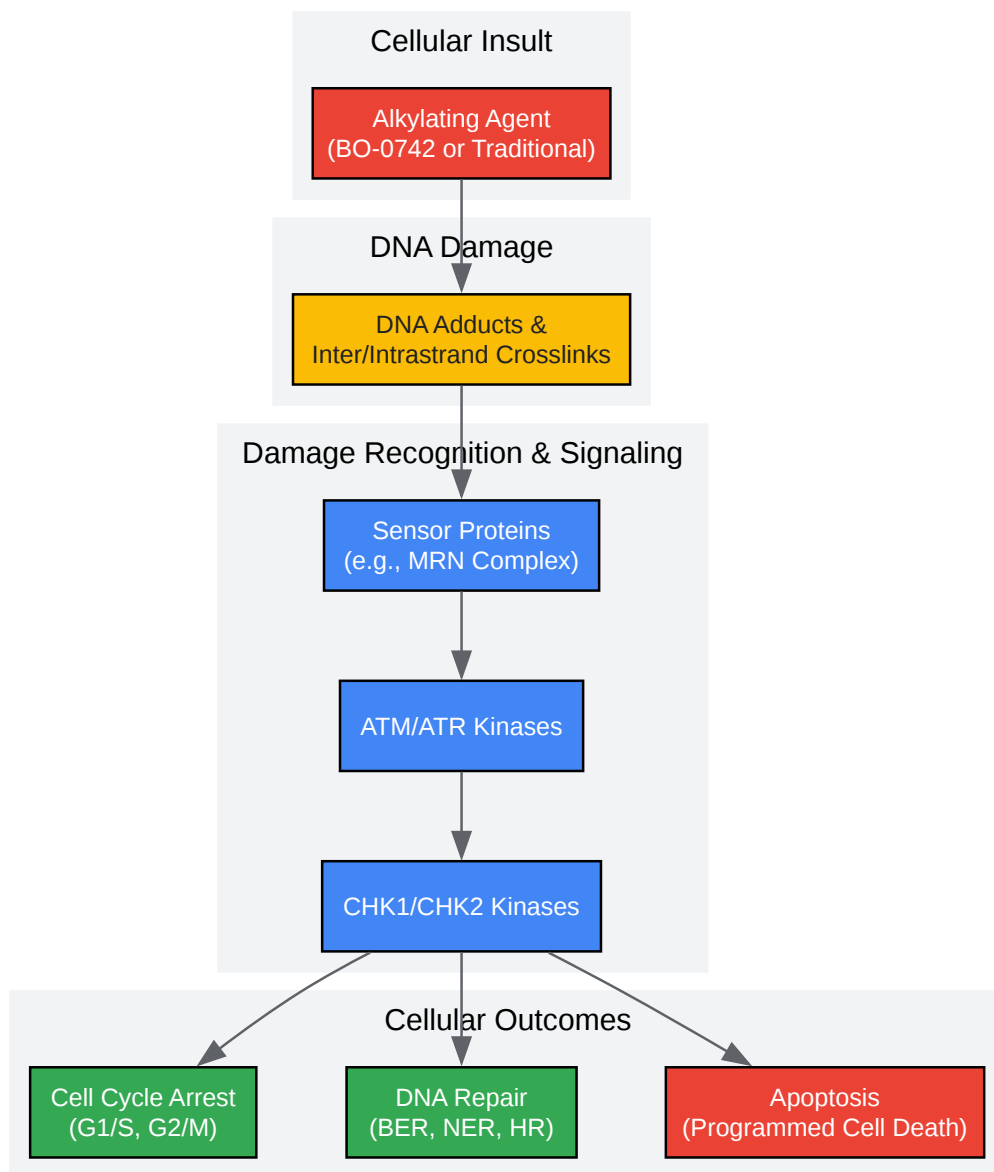 Cellular Insult
Alkylating Agent
(BO-0742 or Traditional)
DNA Damage
DNA Adducts &
Inter/Intrastrand Crosslinks
Damage Recognition & Signaling
Sensor Proteins
(e.g., MRN Complex)
ATM/ATR Kinases
CHK1/CHK2 Kinases
Cellular Outcomes
Cell Cycle Arrest
(G1/S, G2/M)
DNA Repair
(BER, NER, HR)
Apoptosis
(Programmed Cell Death)